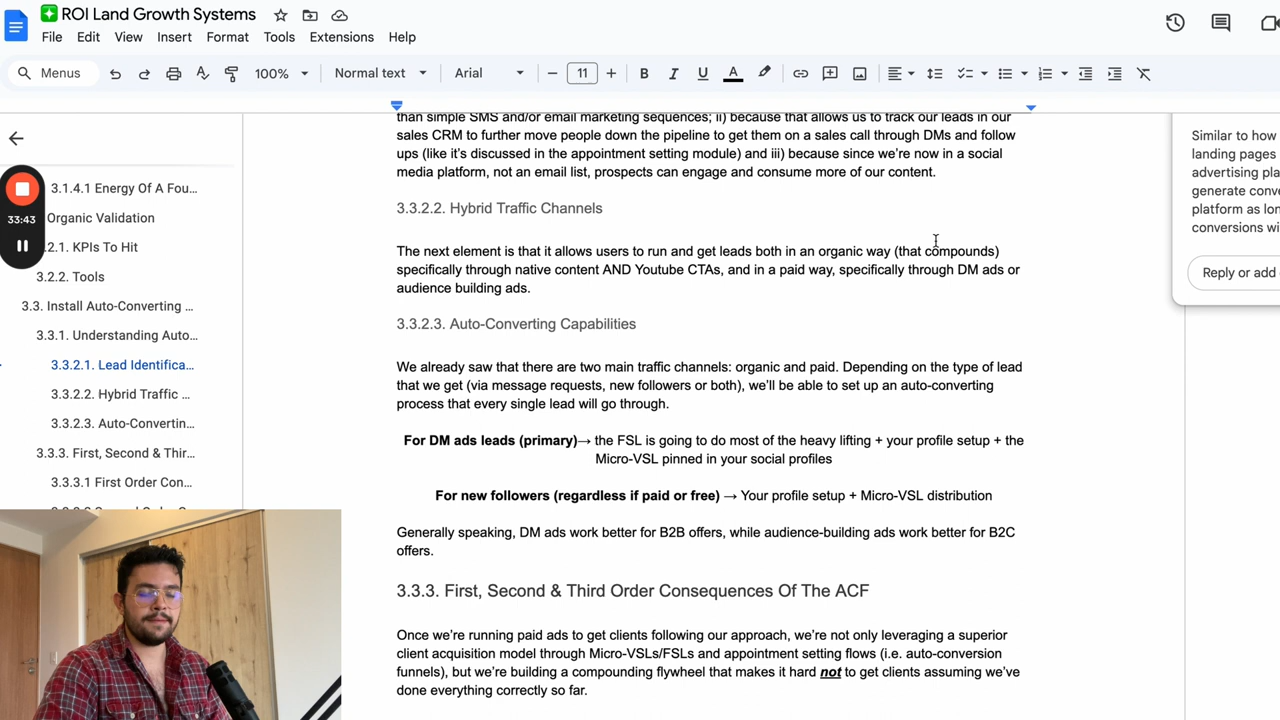 ROI Land Growth Systems
File Edit View Insert Format Tools Extensions Help
Menus 100% Normal text Arial 11 B I U A
than simple SMS and/or email marketing sequences; ii) because that allows us to track our leads in our
sales CRM to further move people down the pipeline to get them on a sales call through DMs and follow
ups (like it's discussed in the appointment setting module) and iii) because since we're now in a social
media platform, not an email list, prospects can engage and consume more of our content.
3.3.2.2. Hybrid Traffic Channels
The next element is that it allows users to run and get leads both in an organic way (that compounds)
specifically through native content AND Youtube CTAs, and in a paid way, specifically through DM ads or
audience building ads.
3.3.2.3. Auto-Converting Capabilities
We already saw that there are two main traffic channels: organic and paid. Depending on the type of lead
that we get (via message requests, new followers or both), we'll be able to set up an auto-converting
process that every single lead will go through.
For DM ads leads (primary)→ the FSL is going to do most of the heavy lifting + your profile setup + the
Micro-VSL pinned in your social profiles
For new followers (regardless if paid or free) → Your profile setup + Micro-VSL distribution
Generally speaking, DM ads work better for B2B offers, while audience-building ads work better for B2C
offers.
3.3.3. First, Second & Third Order Consequences Of The ACF
Once we're running paid ads to get clients following our approach, we're not only leveraging a superior
client acquisition model through Micro-VSLs/FSLs and appointment setting flows (i.e. auto-conversion
funnels), but we're building a compounding flywheel that makes it hard not to get clients assuming we've
done everything correctly so far.
3.1.4.1 Energy Of A Fou...
Organic Validation
2.1. KPIs To Hit
3.2.2. Tools
3.3. Install Auto-Converting ...
3.3.1. Understanding Auto...
3.3.2.1. Lead Identifica...
3.3.2.2. Hybrid Traffic ...
3.3.2.3. Auto-Convertin...
3.3.3. First, Second & Thir...
3.3.3.1 First Order Con...
33:43
Similar to how
landing pages
advertising pla
generate conve
platform as lon
conversions wi
Reply or add